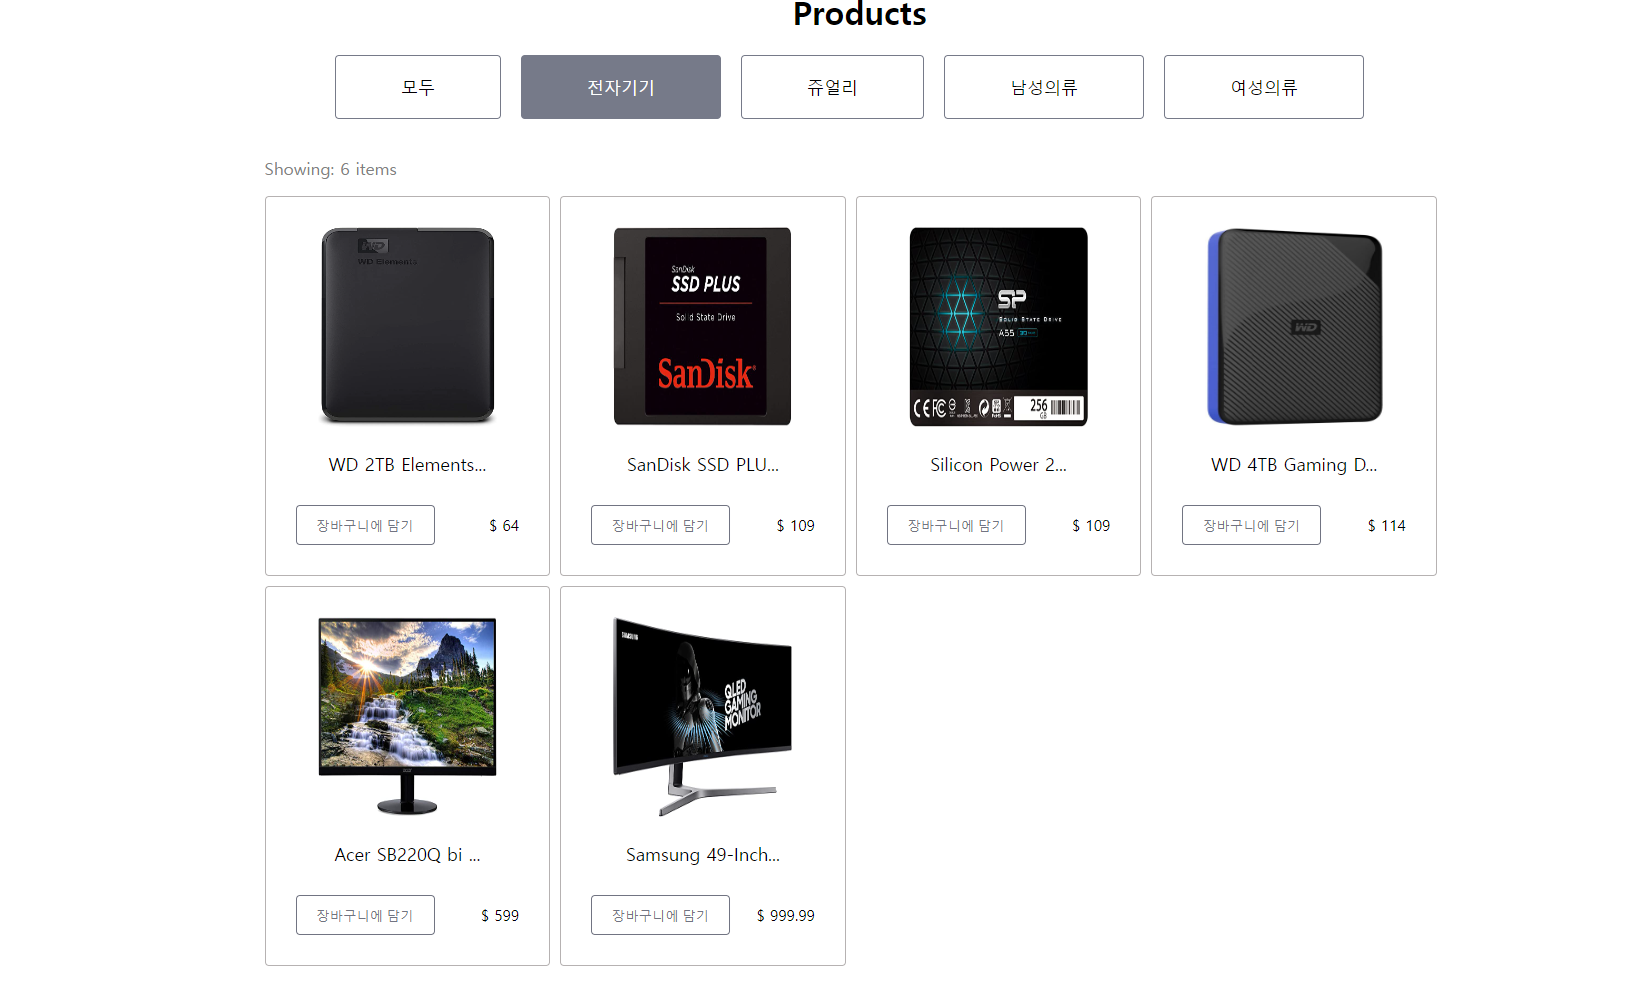 Products
모두
전자기기
쥬얼리
남성의류
여성의류
Showing: 6 items
WD
WD Elements
WD 2TB Elements...
장바구니에 담기
$ 64
SanDisk
SSD PLUS
Solid State Drive
SanDisk
SanDisk SSD PLU...
장바구니에 담기
$ 109
SP
SOLID STATE DRIVE
A55
256
GB
Silicon Power 2...
장바구니에 담기
$ 109
WD
WD 4TB Gaming D...
장바구니에 담기
$ 114
Acer SB220Q bi ...
장바구니에 담기
$ 599
SAMSUNG
QLED
GAMING
MONITOR
Samsung 49-Inch...
장바구니에 담기
$ 999.99